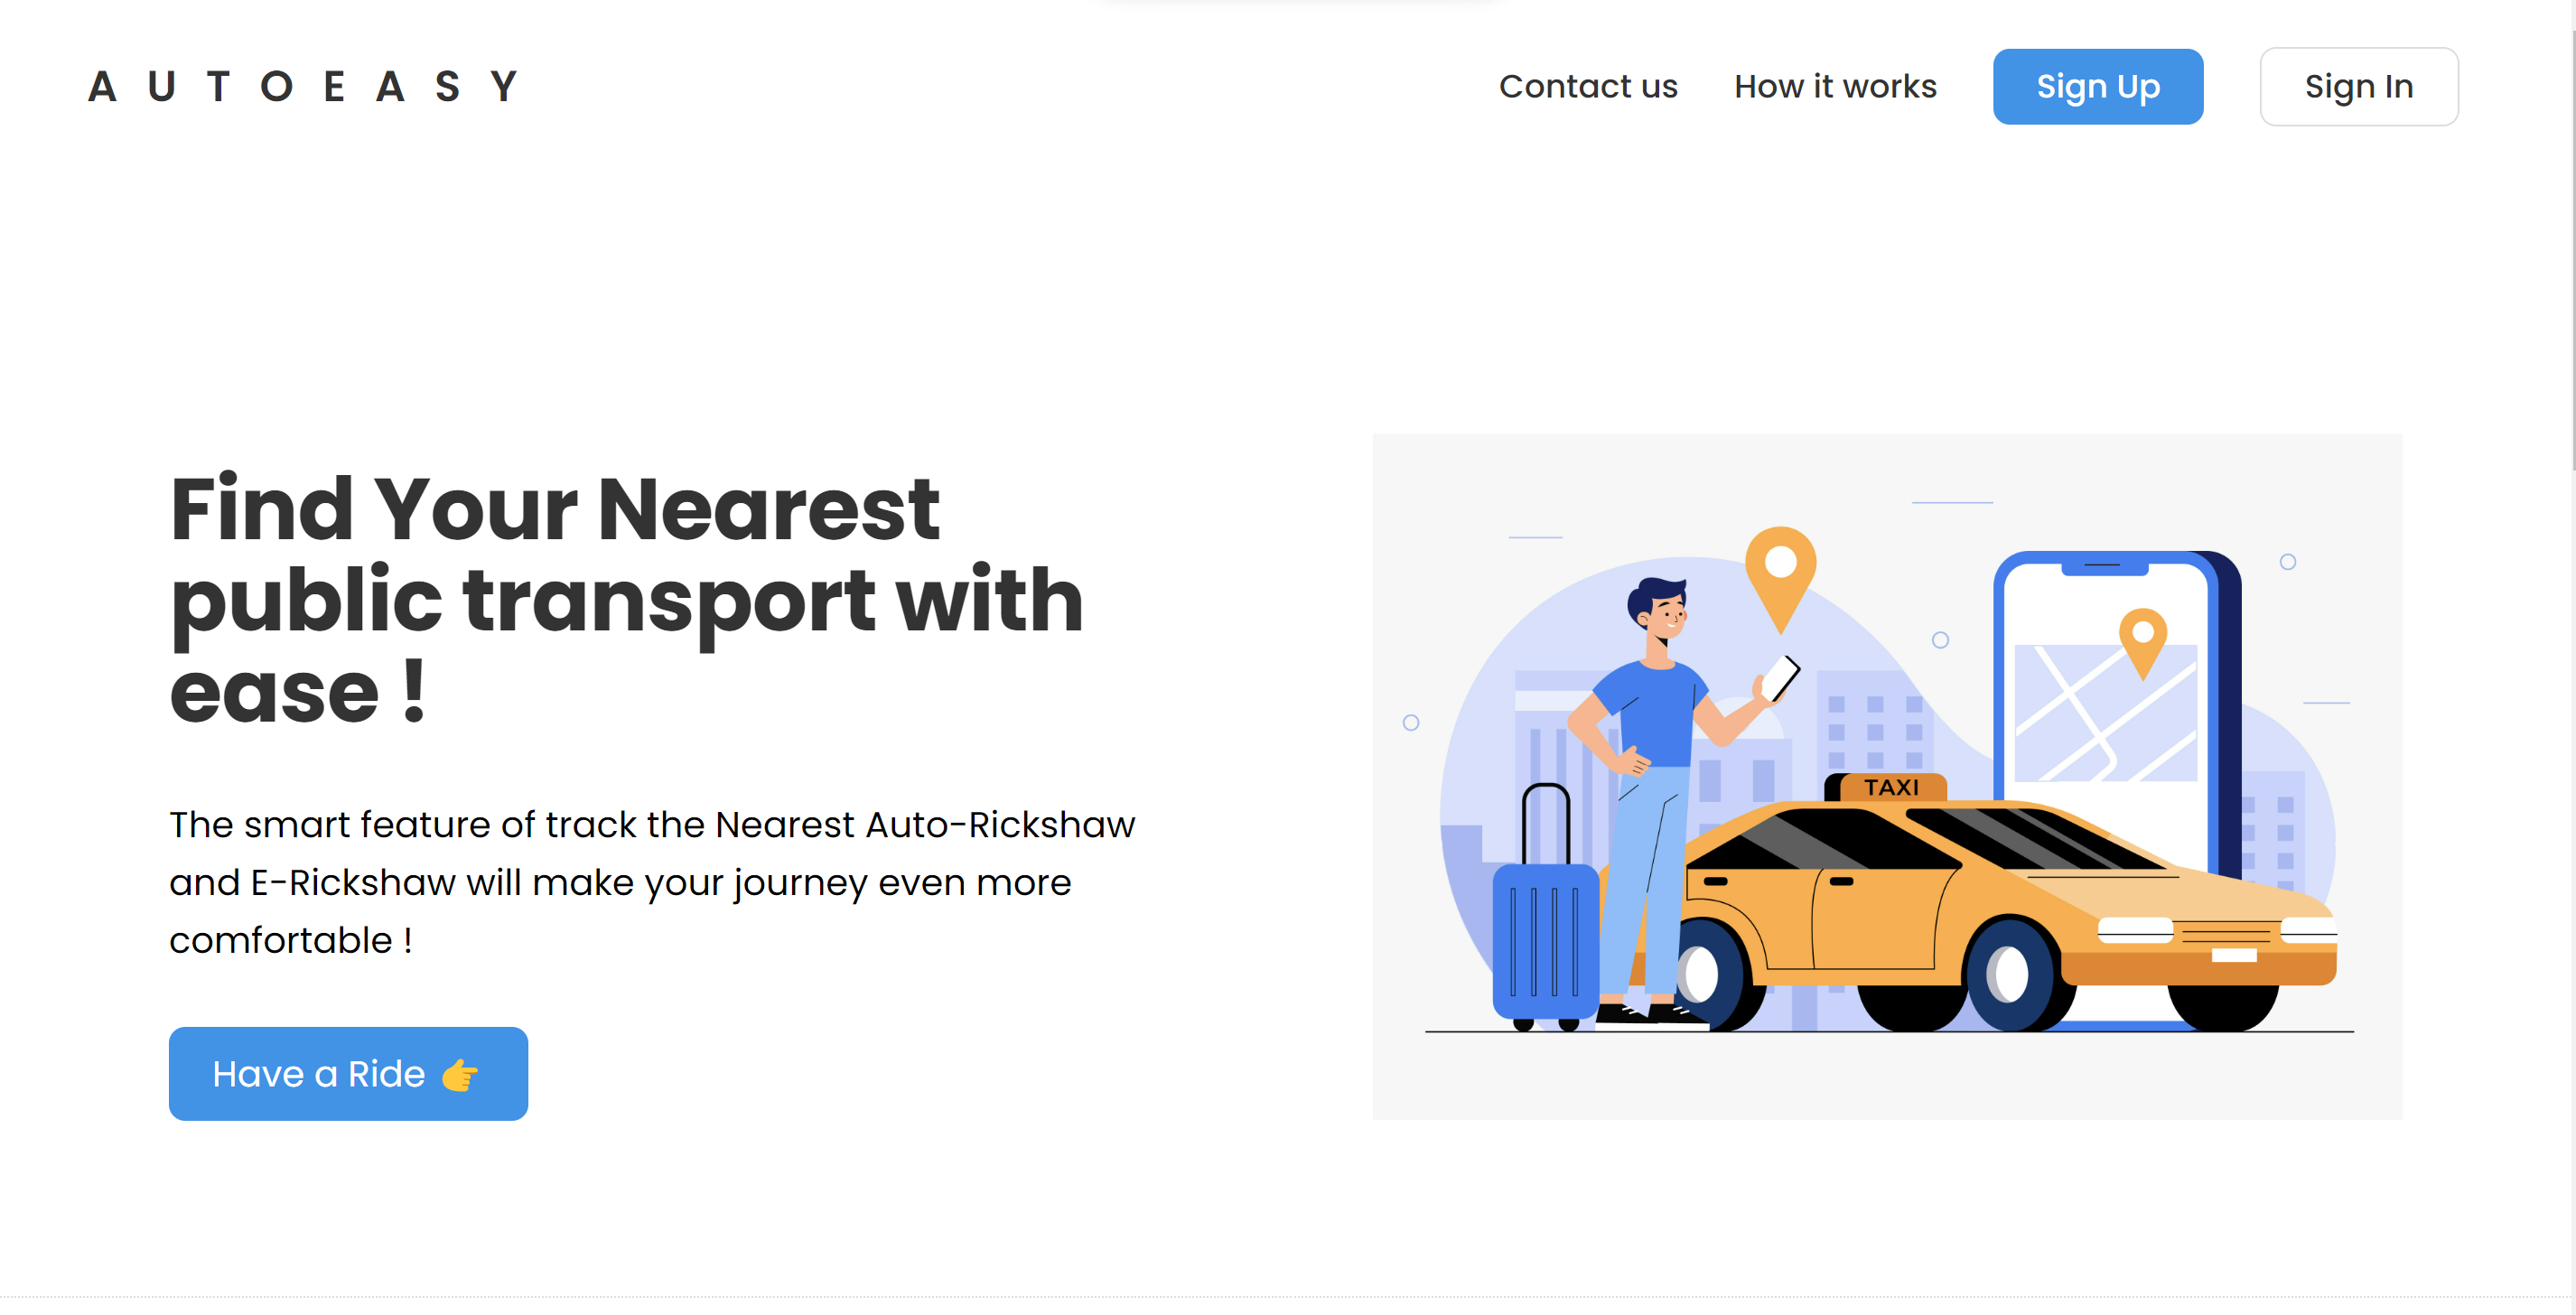 AUTOEASY
Contact us
How it works
Sign Up
Sign In
Find Your Nearest
public transport with
ease !
The smart feature of track the Nearest Auto-Rickshaw
and E-Rickshaw will make your journey even more
comfortable !
Have a Ride 👉
TAXI